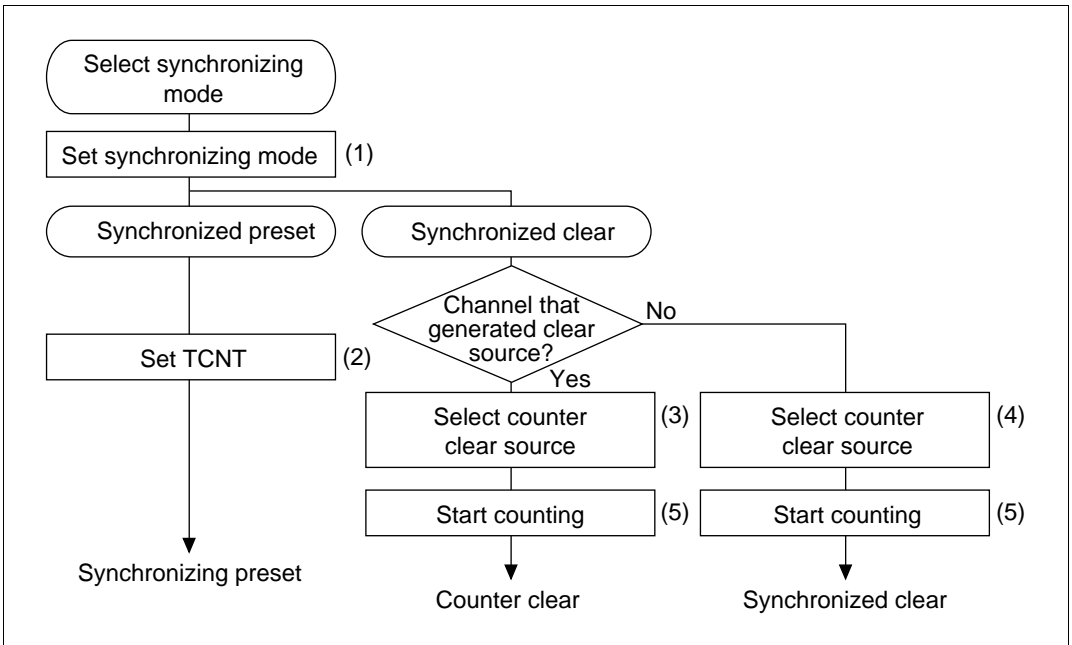 Select synchronizing
mode
Set synchronizing mode (1)
Synchronized preset
Synchronized clear
Channel that
generated clear
source?
No
Yes
Set TCNT (2)
Select counter
clear source
(3)
Select counter
clear source
(4)
Start counting (5)
Start counting (5)
Synchronizing preset
Counter clear
Synchronized clear